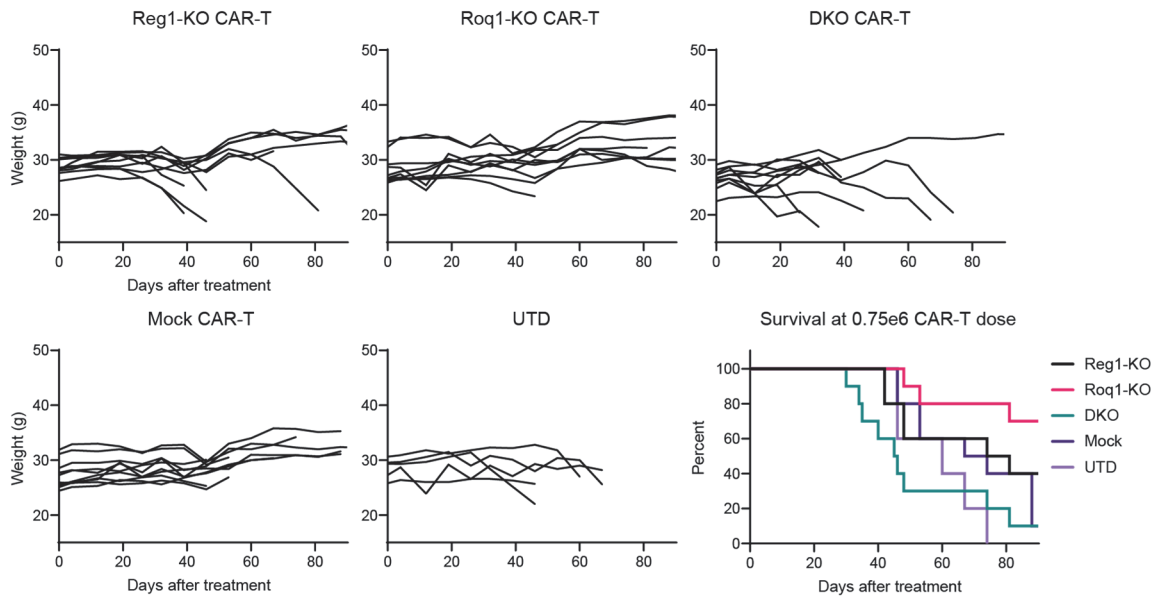 Reg1-KO CAR-T
Roq1-KO CAR-T
DKO CAR-T
50
40
30
20
Weight (g)
0 20 40 60 80
Days after treatment
50
40
30
20
0 20 40 60 80
50
40
30
20
0 20 40 60 80
Mock CAR-T
UTD
Survival at 0.75e6 CAR-T dose
50
40
30
20
Weight (g)
0 20 40 60 80
Days after treatment
50
40
30
20
0 20 40 60 80
Days after treatment
100
80
60
40
20
0
Percent
0 20 40 60 80
Days after treatment
Reg1-KO
Roq1-KO
DKO
Mock
UTD